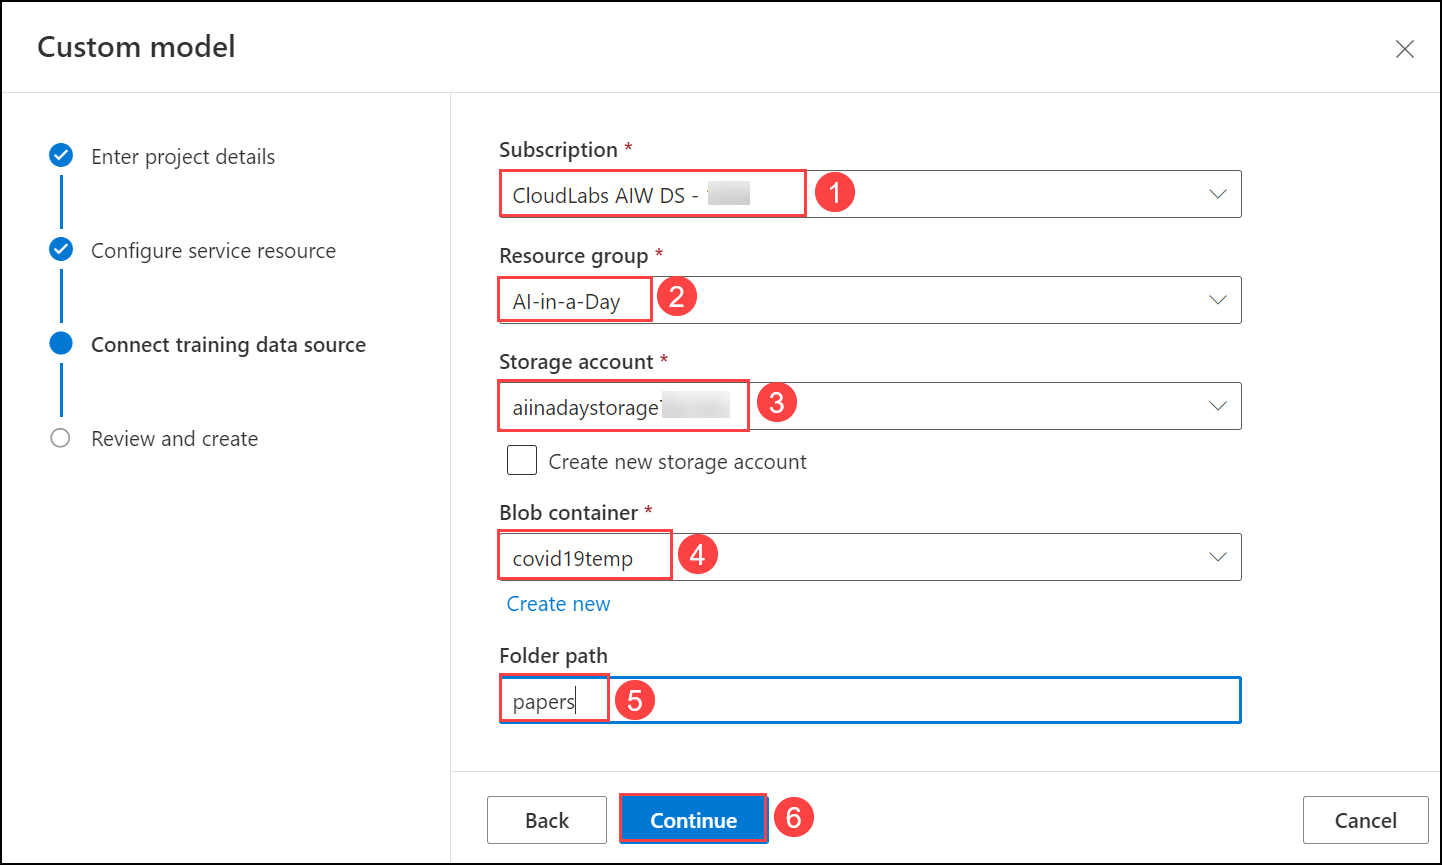 Custom model
Enter project details
Configure service resource
Connect training data source
Review and create
Subscription *
CloudLabs AIW DS -
1
Resource group *
AI-in-a-Day
2
Storage account *
aiinadaystorage
3
Create new storage account
Blob container *
covid19temp
4
Create new
Folder path
papers
5
Back
Continue
6
Cancel